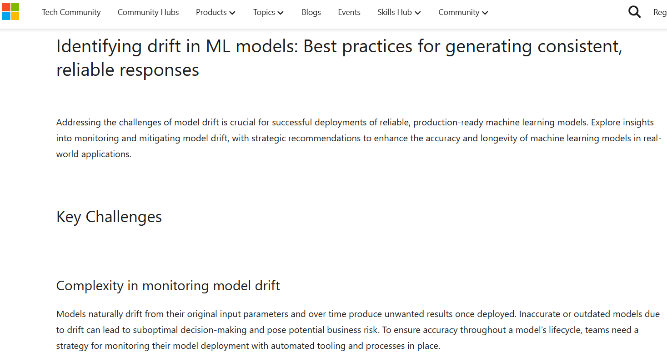 Tech Community Community Hubs Products Topics Blogs Events Skills Hub Community Reg
Identifying drift in ML models: Best practices for generating consistent,
reliable responses
Addressing the challenges of model drift is crucial for successful deployments of reliable, production-ready machine learning models. Explore insights
into monitoring and mitigating model drift, with strategic recommendations to enhance the accuracy and longevity of machine learning models in real-
world applications.
Key Challenges
Complexity in monitoring model drift
Models naturally drift from their original input parameters and over time produce unwanted results once deployed. Inaccurate or outdated models due
to drift can lead to suboptimal decision-making and pose potential business risk. To ensure accuracy throughout a model's lifecycle, teams need a
strategy for monitoring their model deployment with automated tooling and processes in place.